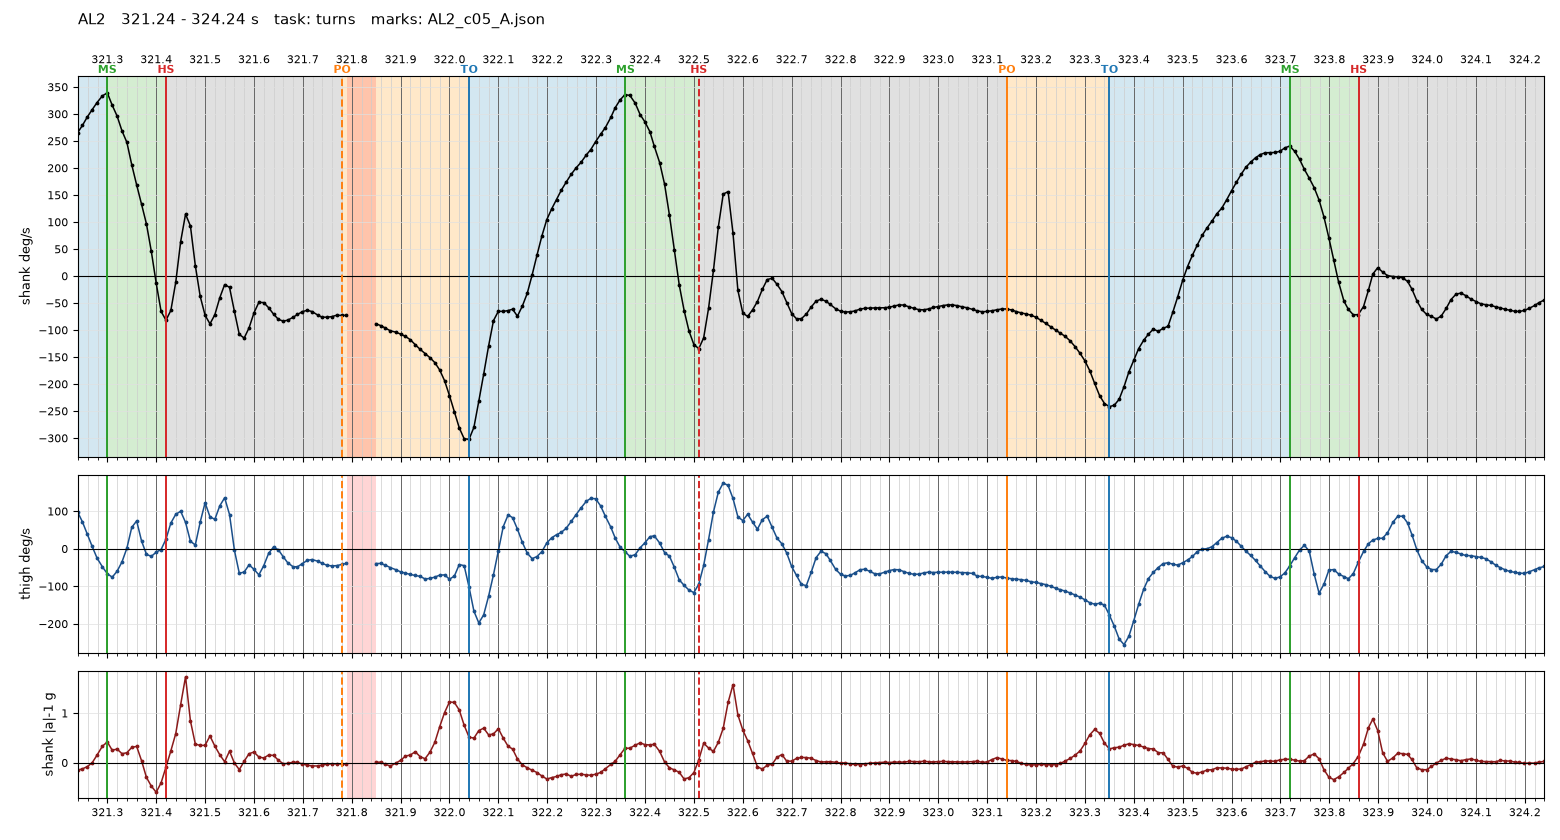 AL2   321.24 - 324.24 s   task: turns   marks: AL2_c05_A.json
321.3 321.4 321.5 321.6 321.7 321.8 321.9 322.0 322.1 322.2 322.3 322.4 322.5 322.6 322.7 322.8 322.9 323.0 323.1 323.2 323.3 323.4 323.5 323.6 323.7 323.8 323.9 324.0 324.1 324.2
MS HS PO TO MS HS PO TO MS HS
shank deg/s
350
300
250
200
150
100
50
0
−50
−100
−150
−200
−250
−300
thigh deg/s
100
0
−100
−200
shank |a|-1 g
1
0
321.3 321.4 321.5 321.6 321.7 321.8 321.9 322.0 322.1 322.2 322.3 322.4 322.5 322.6 322.7 322.8 322.9 323.0 323.1 323.2 323.3 323.4 323.5 323.6 323.7 323.8 323.9 324.0 324.1 324.2